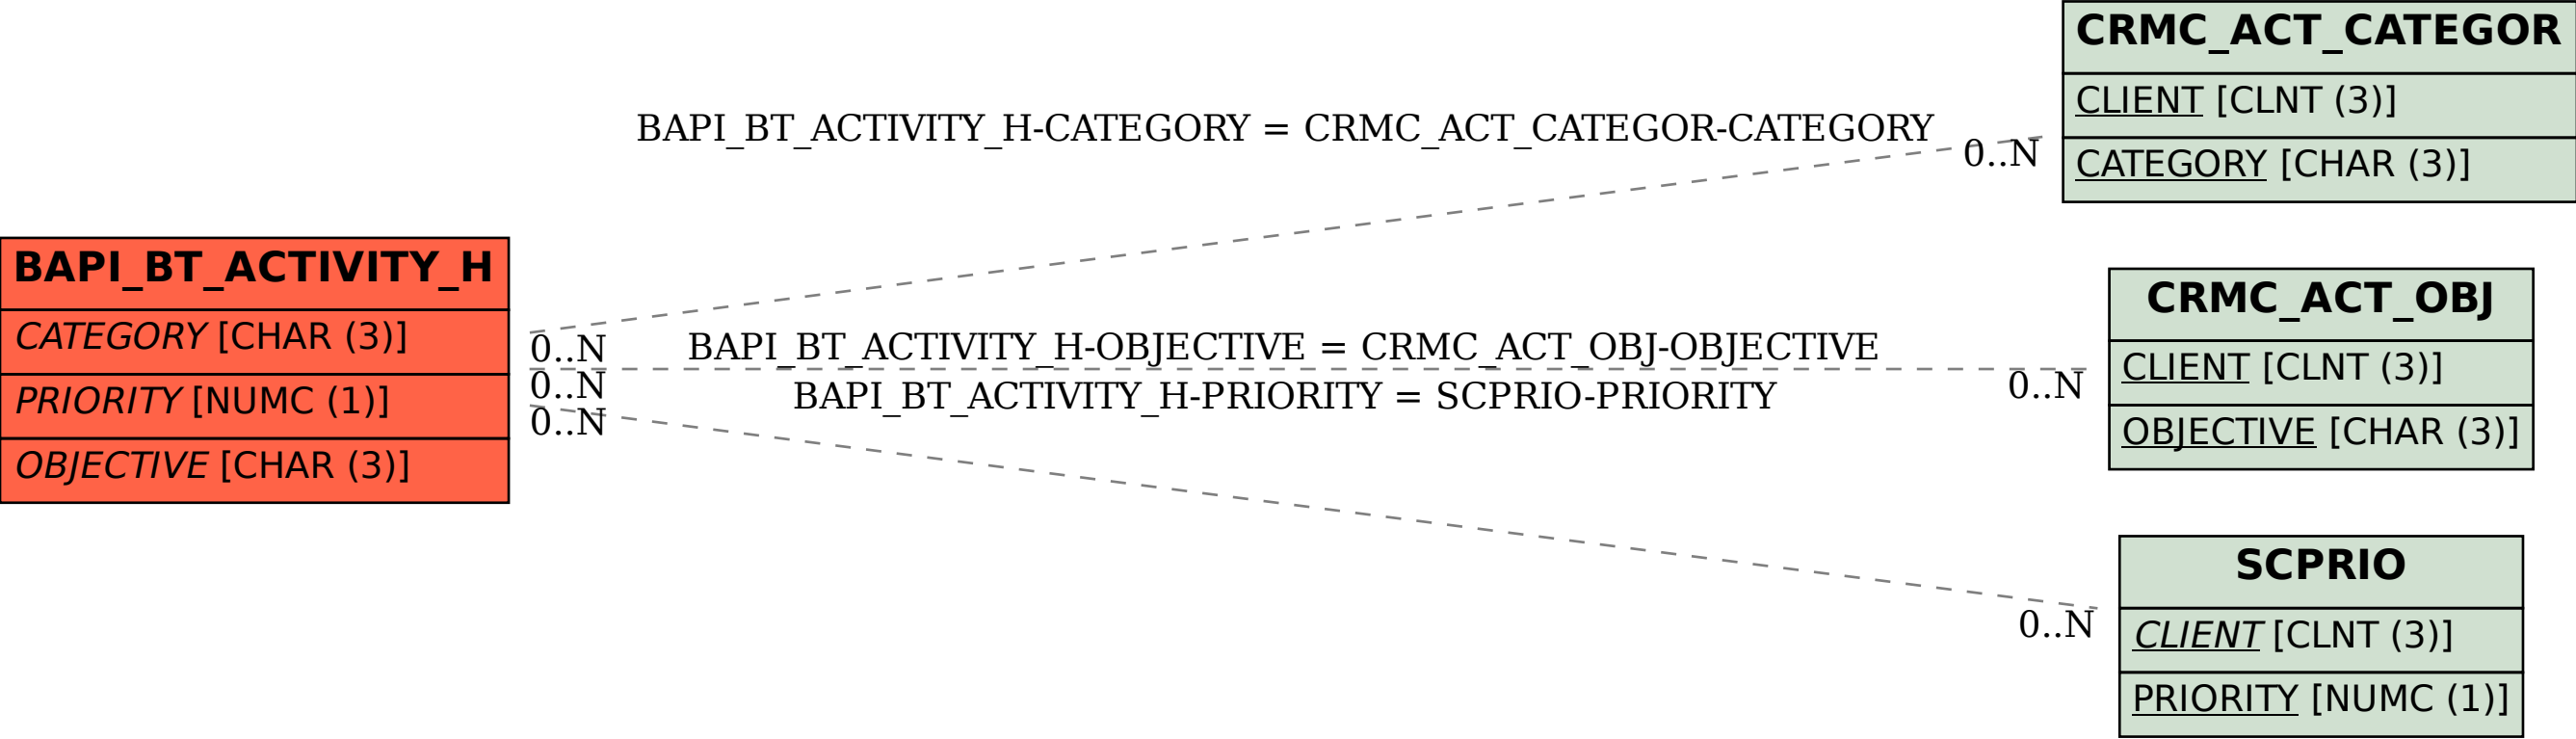 CRMC_ACT_CATEGOR
CLIENT [CLNT (3)]
CATEGORY [CHAR (3)]
BAPI_BT_ACTIVITY_H-CATEGORY = CRMC_ACT_CATEGOR-CATEGORY
0..N
BAPI_BT_ACTIVITY_H
CATEGORY [CHAR (3)]
PRIORITY [NUMC (1)]
OBJECTIVE [CHAR (3)]
0..N
0..N
0..N
BAPI_BT_ACTIVITY_H-OBJECTIVE = CRMC_ACT_OBJ-OBJECTIVE
BAPI_BT_ACTIVITY_H-PRIORITY = SCPRIO-PRIORITY
0..N
CRMC_ACT_OBJ
CLIENT [CLNT (3)]
OBJECTIVE [CHAR (3)]
0..N
SCPRIO
CLIENT [CLNT (3)]
PRIORITY [NUMC (1)]